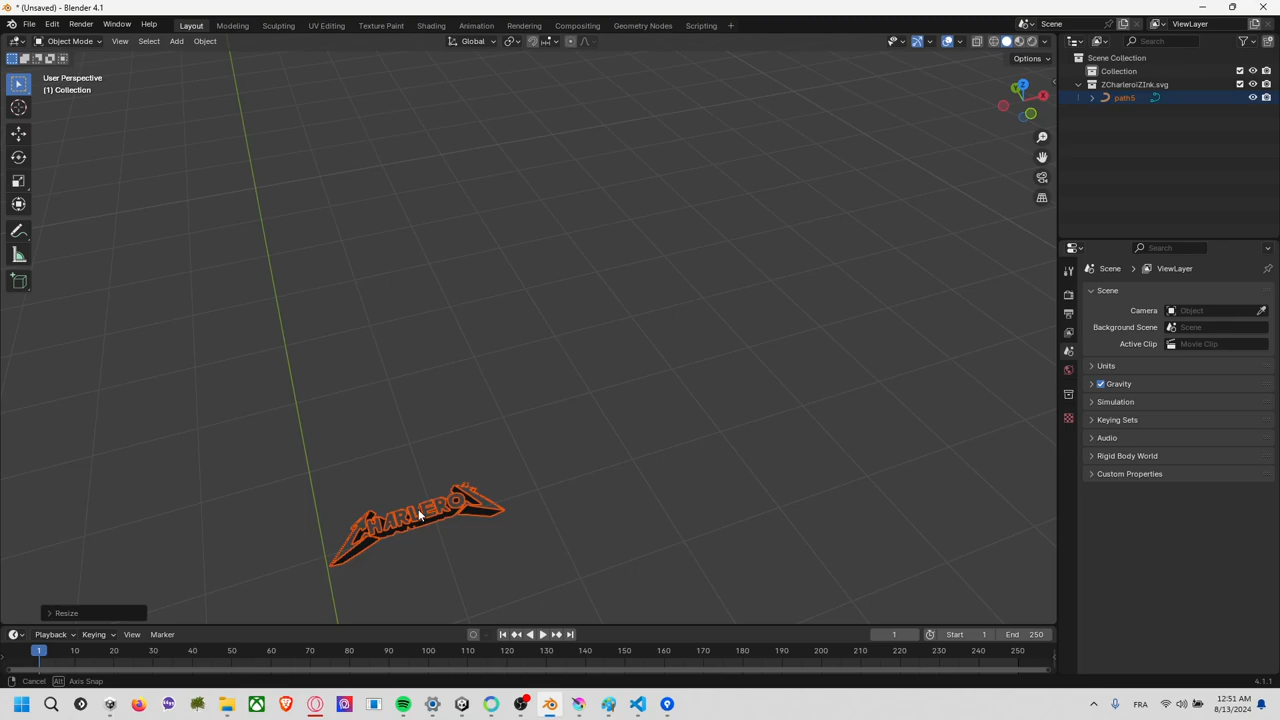 * (Unsaved) - Blender 4.1
File Edit Render Window Help Layout Modeling Sculpting UV Editing Texture Paint Shading Animation Rendering Compositing Geometry Nodes Scripting + Scene ViewLayer
Object Mode View Select Add Object Global Search
Options
User Perspective
(1) Collection
Z
Y
X
Scene Collection
Collection
ZCharleroiZInk.svg
path5
Search
Scene ViewLayer
Scene
Camera Object
Background Scene Scene
Active Clip Movie Clip
Units
Gravity
Simulation
Keying Sets
Audio
Rigid Body World
Custom Properties
HARLERO
Resize
Playback Keying View Marker 1 Start 1 End 250
1 10 20 30 40 50 60 70 80 90 100 110 120 130 140 150 160 170 180 190 200 210 220 230 240 250
Cancel Alt Axis Snap 4.1.1
FRA 12:51 AM
8/13/2024